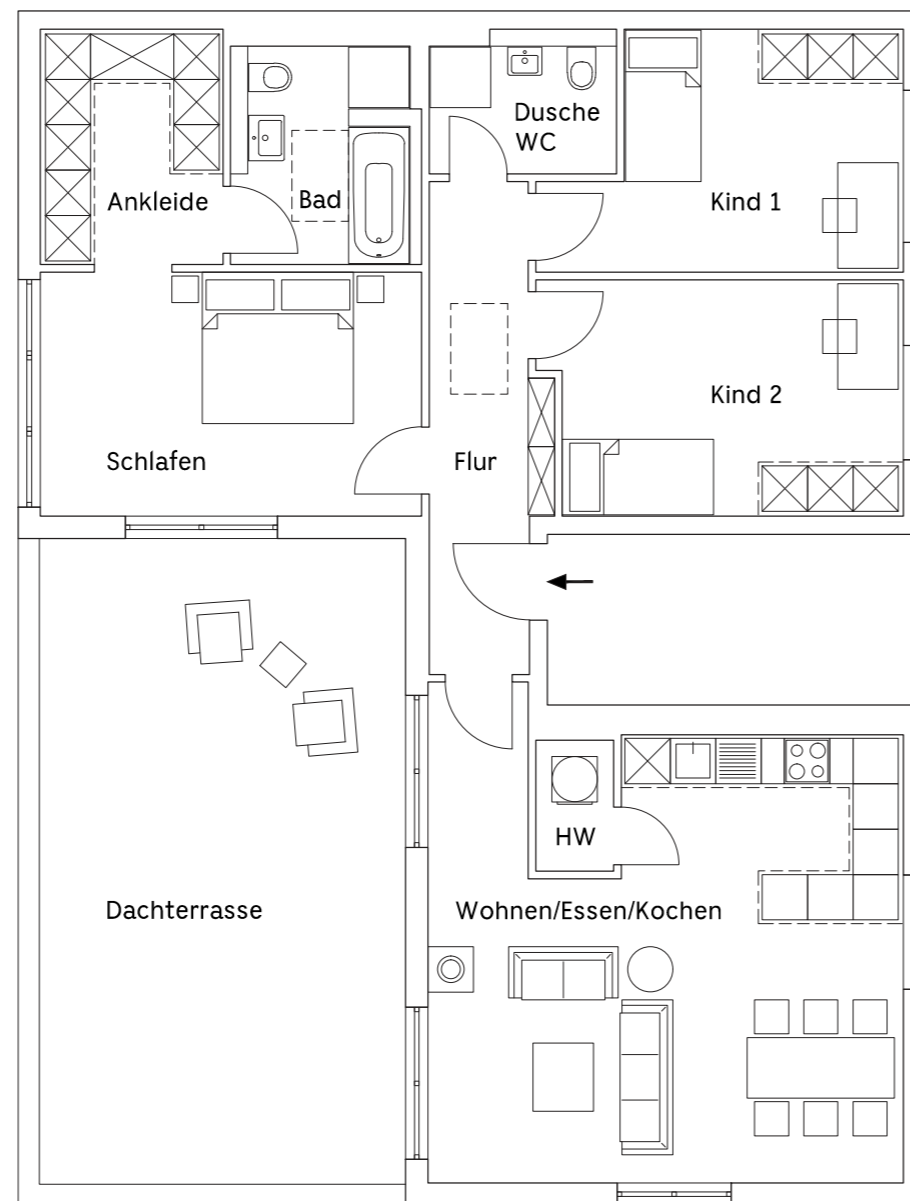 Dusche
WC
Ankleide
Bad
Kind 1
Kind 2
Schlafen
Flur
HW
Dachterrasse
Wohnen/Essen/Kochen